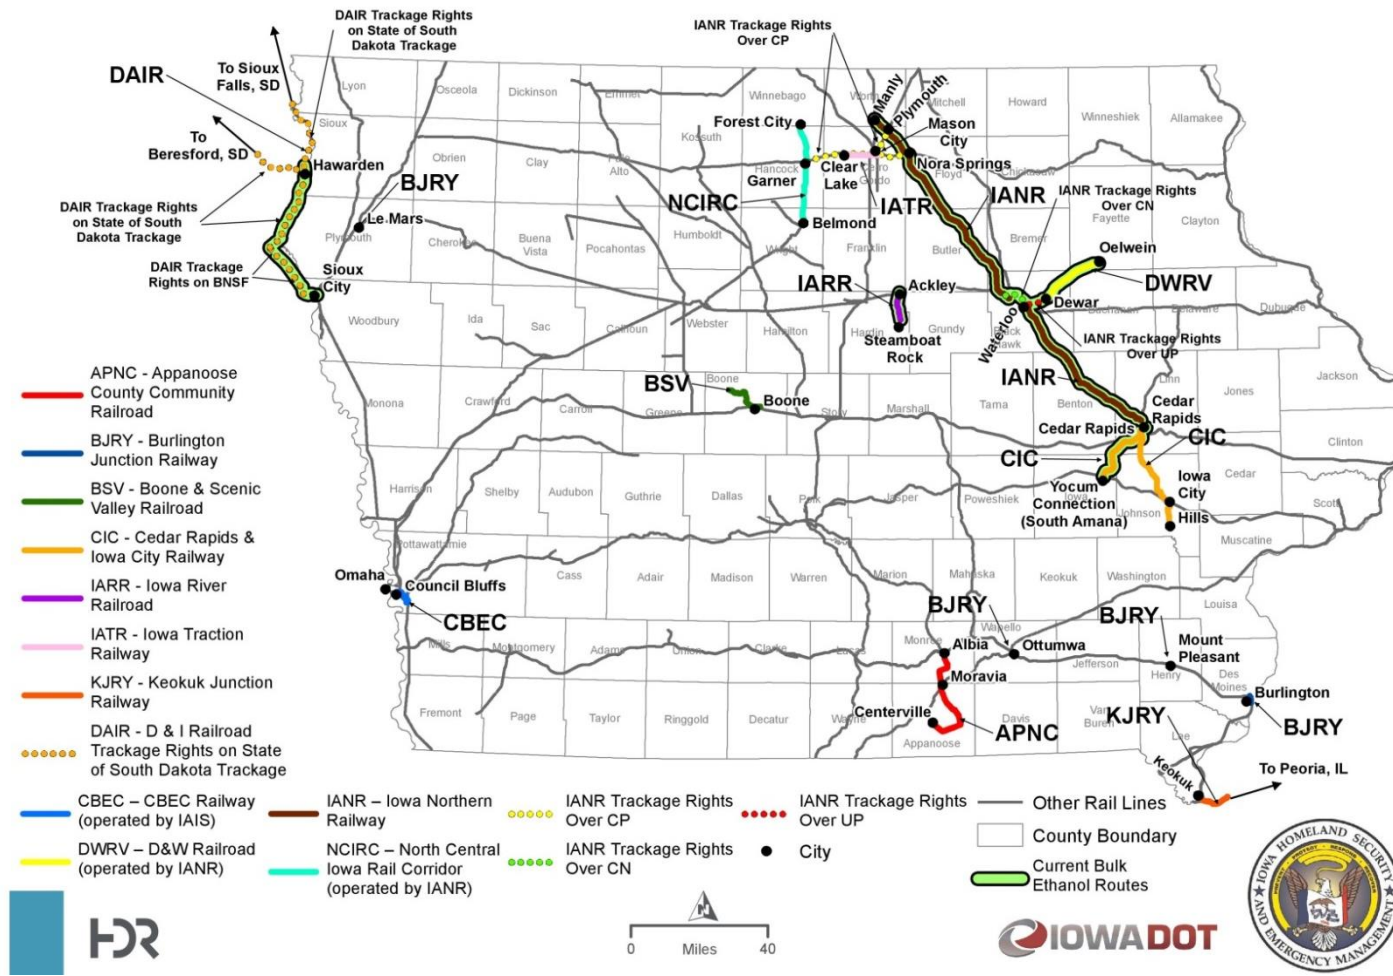 DAIR Trackage Rights
on State of South
Dakota Trackage
IANR Trackage Rights
Over CP
To Sioux
Falls, SD
DAIR
Lyon
Osceola
Dickinson
Emmet
Winnebago
Worth
Manly
Plymouth
Mitchell
Howard
Winneshiek
Allamakee
Sioux
Forest City
Kossuth
Mason
City
To
Beresford, SD
Hawarden
Obrien
Clay
Palo
Alto
Hancock
Garner
Clear
Lake
Cerro
Gordo
Nora Springs
Floyd
Chickasaw
BJRY
NCIRC
IATR
IANR
IANR Trackage Rights
Over CN
Fayette
Clayton
DAIR Trackage Rights
on State of South
Dakota Trackage
Le Mars
Plymouth
Cherokee
Buena
Vista
Pocahontas
Humboldt
Belmond
Wright
Franklin
Butler
Bremer
Oelwein
DAIR Trackage
Rights on BNSF
Sioux
City
IARR
Ackley
DWRV
Dewar
Woodbury
Ida
Sac
Calhoun
Webster
Hamilton
Hardin
Grundy
Waterloo
Black
Hawk
Buchanan
Delaware
Dubuque
Steamboat
Rock
IANR Trackage Rights
Over UP
APNC - Appanoose
County Community
Railroad
BSV
Boone
Boone
IANR
Linn
Jones
Jackson
Monona
Crawford
Carroll
Greene
Story
Marshall
Tama
Benton
Cedar
Rapids
Cedar Rapids
CIC
Clinton
BJRY - Burlington
Junction Railway
CIC
BSV - Boone & Scenic
Valley Railroad
Harrison
Shelby
Audubon
Guthrie
Dallas
Polk
Jasper
Poweshiek
Iowa
Yocum
Connection
(South Amana)
Iowa
City
Johnson
Hills
Cedar
Scott
Muscatine
CIC - Cedar Rapids &
Iowa City Railway
Pottawattamie
IARR - Iowa River
Railroad
Omaha
Council Bluffs
CBEC
Cass
Adair
Madison
Warren
Marion
Mahaska
Keokuk
Washington
Louisa
IATR - Iowa Traction
Railway
BJRY
BJRY
Mills
Montgomery
Adams
Union
Clarke
Lucas
Monroe
Albia
Wapello
Ottumwa
Jefferson
Mount
Pleasant
Henry
Des
Moines
KJRY - Keokuk Junction
Railway
Moravia
Burlington
BJRY
Fremont
Page
Taylor
Ringgold
Decatur
Wayne
Centerville
Appanoose
APNC
Davis
Van
Buren
KJRY
Lee
DAIR - D & I Railroad
Trackage Rights on State
of South Dakota Trackage
Keokuk
To Peoria, IL
CBEC – CBEC Railway
(operated by IAIS)
IANR – Iowa Northern
Railway
IANR Trackage Rights
Over CP
IANR Trackage Rights
Over UP
Other Rail Lines
County Boundary
DWRV – D&W Railroad
(operated by IANR)
NCIRC – North Central
Iowa Rail Corridor
(operated by IANR)
IANR Trackage Rights
Over CN
City
Current Bulk
Ethanol Routes
HDR
N
0 40
Miles
IOWADOT
IOWA HOMELAND SECURITY
AND EMERGENCY MANAGEMENT